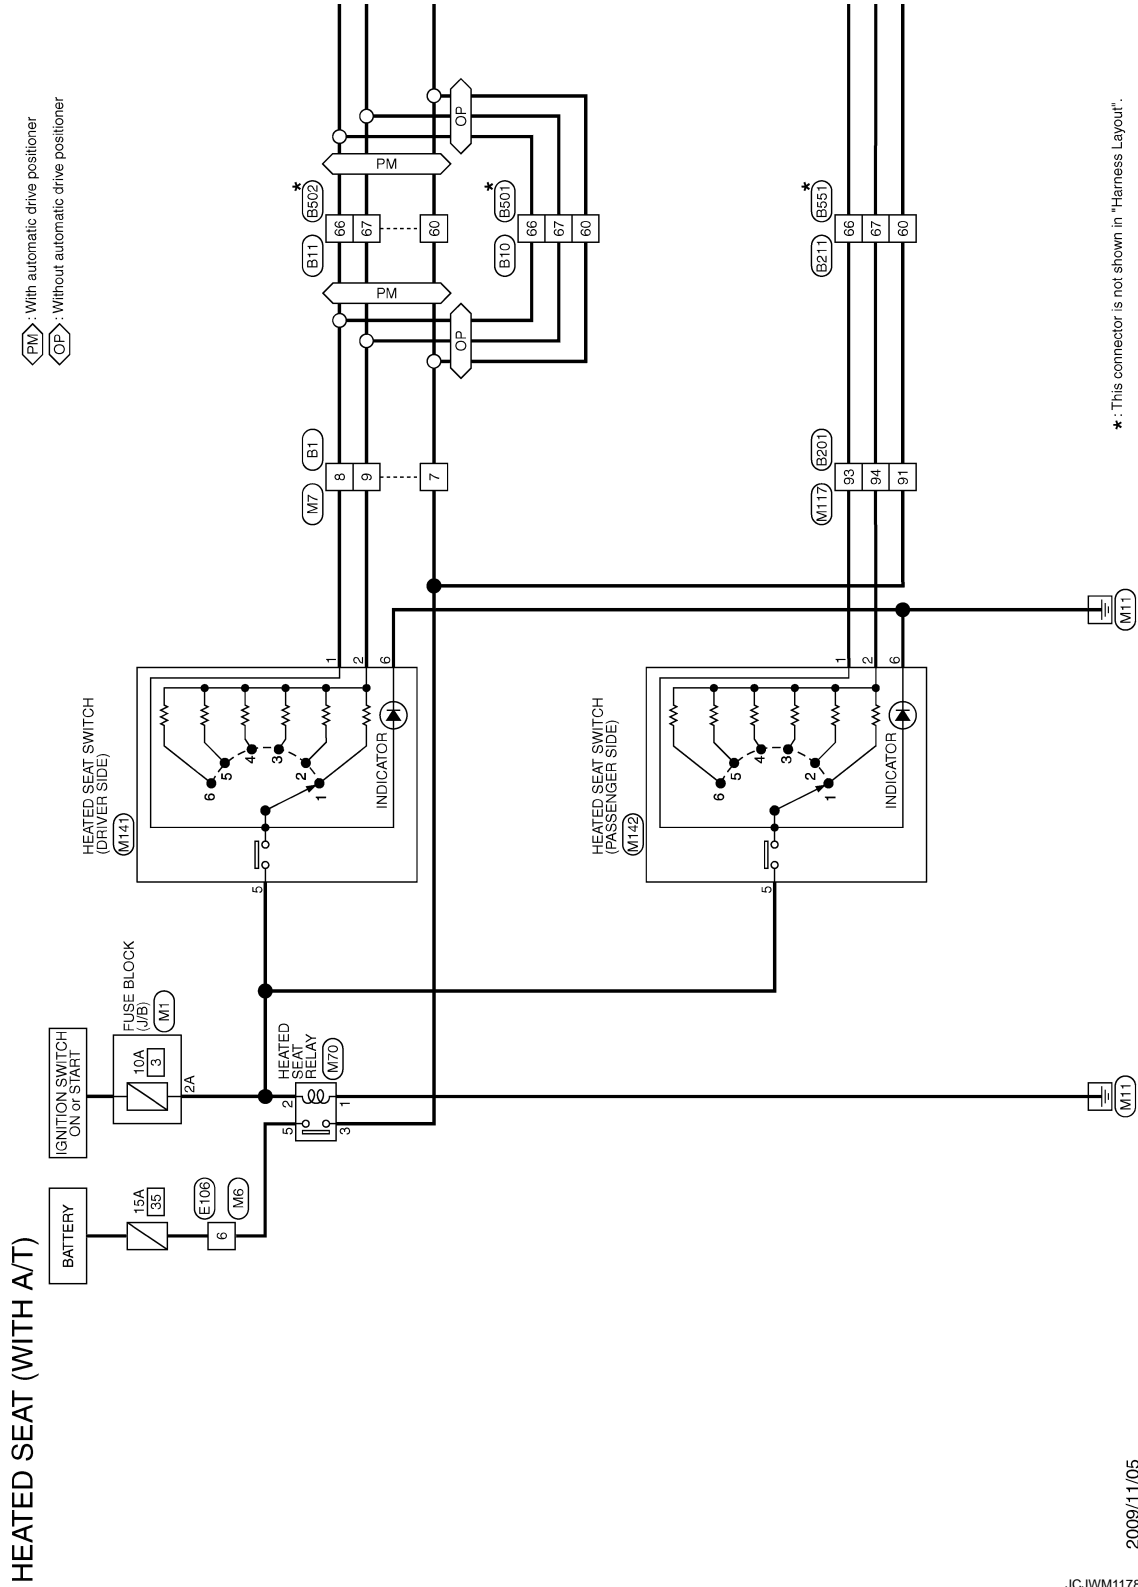 HEATED SEAT (WITH A/T)
BATTERY
15A
35
E106
6
M6
IGNITION SWITCH
ON or START
FUSE BLOCK
(J/B)
M1
10A
3
2A
HEATED
SEAT
RELAY
M70
2
5
1
3
M11
HEATED SEAT SWITCH
(DRIVER SIDE)
M141
5
6
5
4
3
2
1
INDICATOR
1
2
6
HEATED SEAT SWITCH
(PASSENGER SIDE)
M142
5
6
5
4
3
2
1
INDICATOR
1
2
6
M11
M7
B1
8
9
7
M117
B201
93
94
91
OP
PM
B11
B502
*
66
67
60
B10
B501
*
66
67
60
PM
OP
B211
B551
*
66
67
60
PM : With automatic drive positioner
OP : Without automatic drive positioner
* : This connector is not shown in "Harness Layout".
2009/11/05